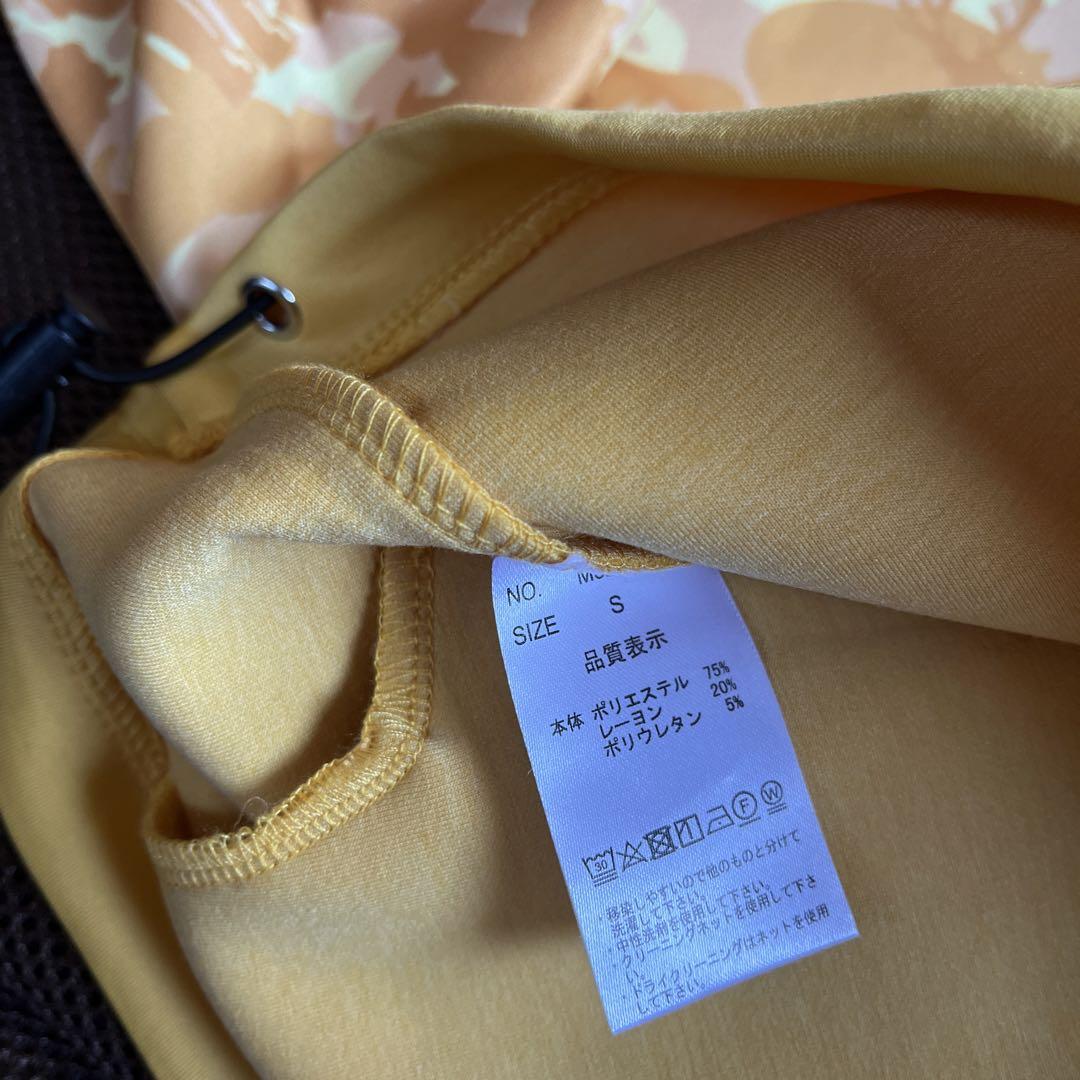 NO.
SIZE S
品質表示
本体 ポリエステル 75%
レーヨン 20%
ポリウレタン 5%
30 F W
・移染しやすいので他のものと分けて
洗濯して下さい。
・中性洗剤を使用して下さい。
・クリーニングネットを使用して下さ
い。
・ドライクリーニングはネットを使用
して下さい。